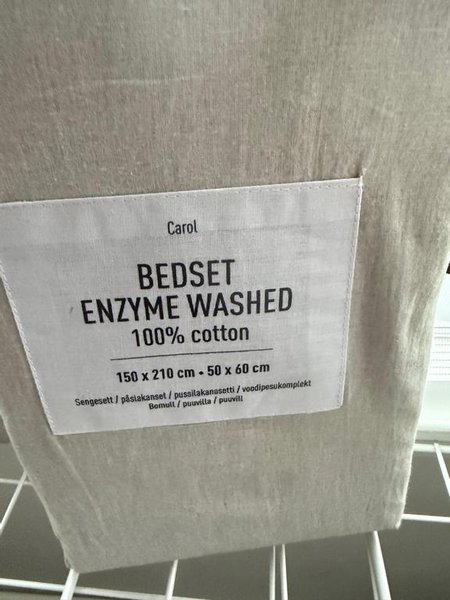 Carol
BEDSET
ENZYME WASHED
100% cotton
150 x 210 cm • 50 x 60 cm
Sengesett / påslakanset / pussilakanasetti / voodipesukomplekt
Bomull / puuvilla / puuvill